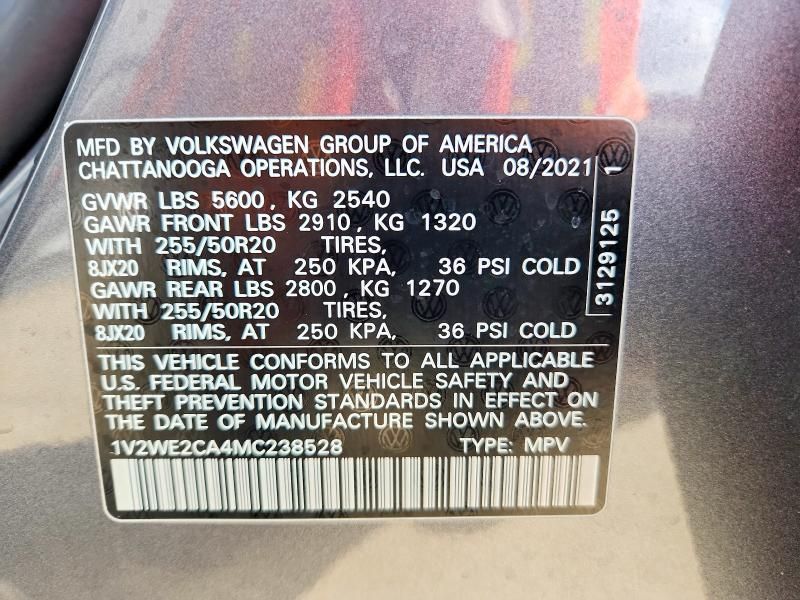 MFD BY VOLKSWAGEN GROUP OF AMERICA
CHATTANOOGA OPERATIONS, LLC. USA 08/2021
GVWR LBS 5600, KG 2540
GAWR FRONT LBS 2910, KG 1320
WITH 255/50R20 TIRES,
8JX20 RIMS, AT 250 KPA, 36 PSI COLD
GAWR REAR LBS 2800, KG 1270
WITH 255/50R20 TIRES,
8JX20 RIMS, AT 250 KPA, 36 PSI COLD
THIS VEHICLE CONFORMS TO ALL APPLICABLE
U.S. FEDERAL MOTOR VEHICLE SAFETY AND
THEFT PREVENTION STANDARDS IN EFFECT ON
THE DATE OF MANUFACTURE SHOWN ABOVE.
1V2WE2CA4MC238528 TYPE: MPV
3129125 1